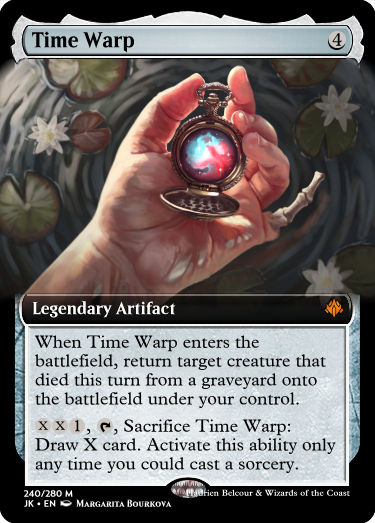 Time Warp 4
Legendary Artifact
When Time Warp enters the
battlefield, return target creature that
died this turn from a graveyard onto
the battlefield under your control.
X X 1 , , Sacrifice Time Warp:
Draw X card. Activate this ability only
any time you could cast a sorcery.
240/280 M
JK • EN Margarita Bourkova
Hadrien Belcour & Wizards of the Coast